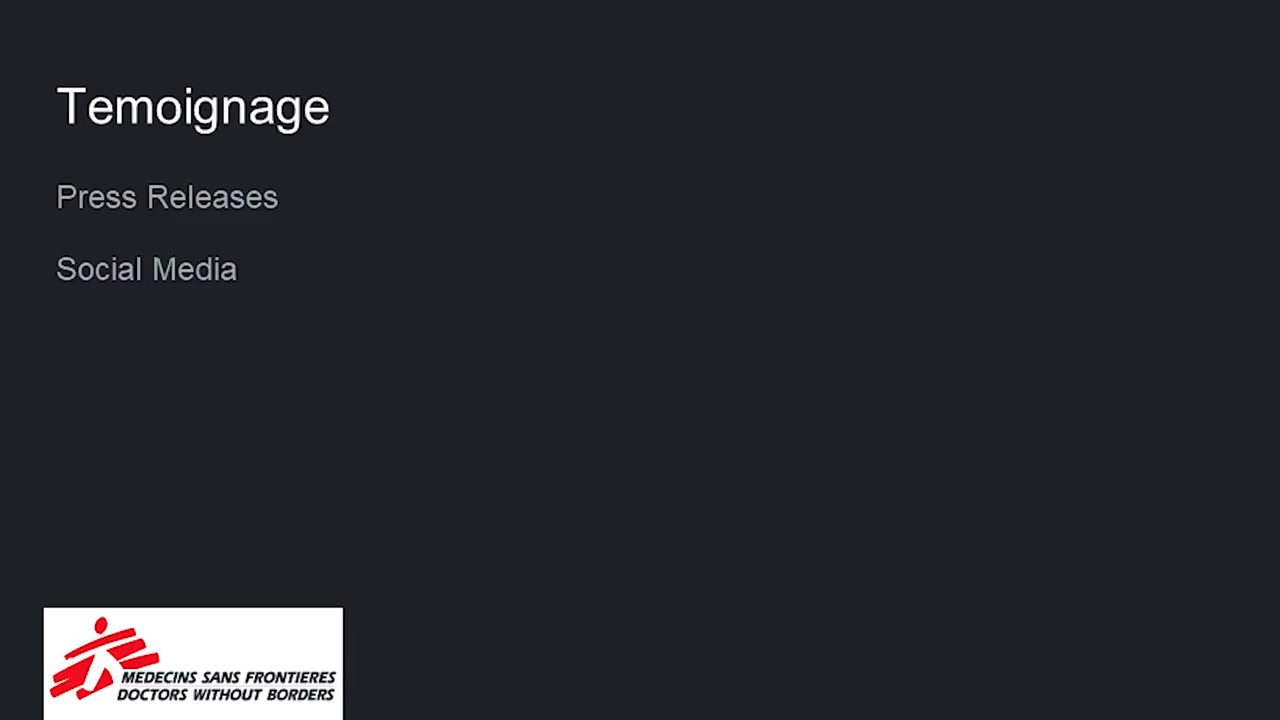 Temoignage
Press Releases
Social Media
MEDECINS SANS FRONTIERES
DOCTORS WITHOUT BORDERS